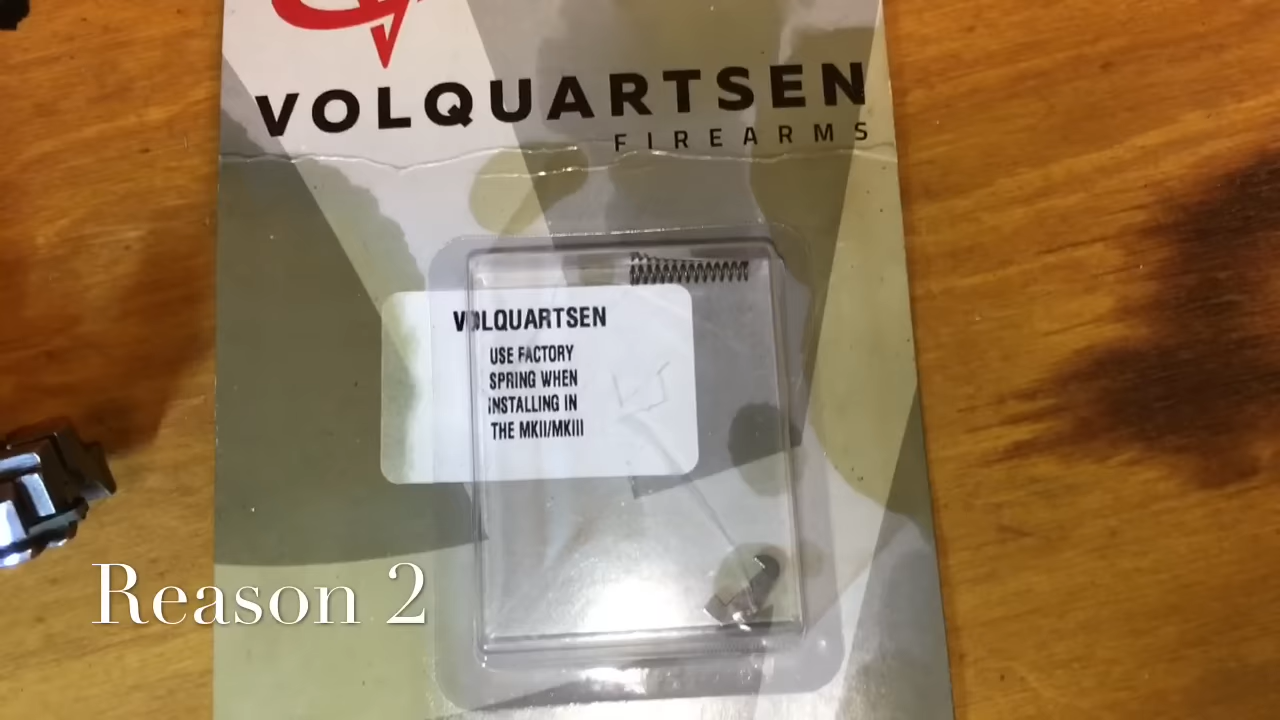 VOLQUARTSEN
FIREARMS
VOLQUARTSEN
USE FACTORY
SPRING WHEN
INSTALLING IN
THE MKII/MKIII
Reason 2